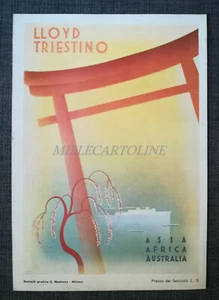 LLOYD
TRIESTINO
MILLECARTOLINE
ASIA
AFRICA
AUSTRALIA